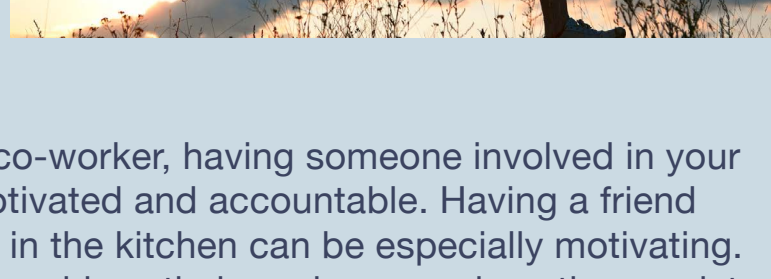 co-worker, having someone involved in your
otivated and accountable. Having a friend
in the kitchen can be especially motivating.